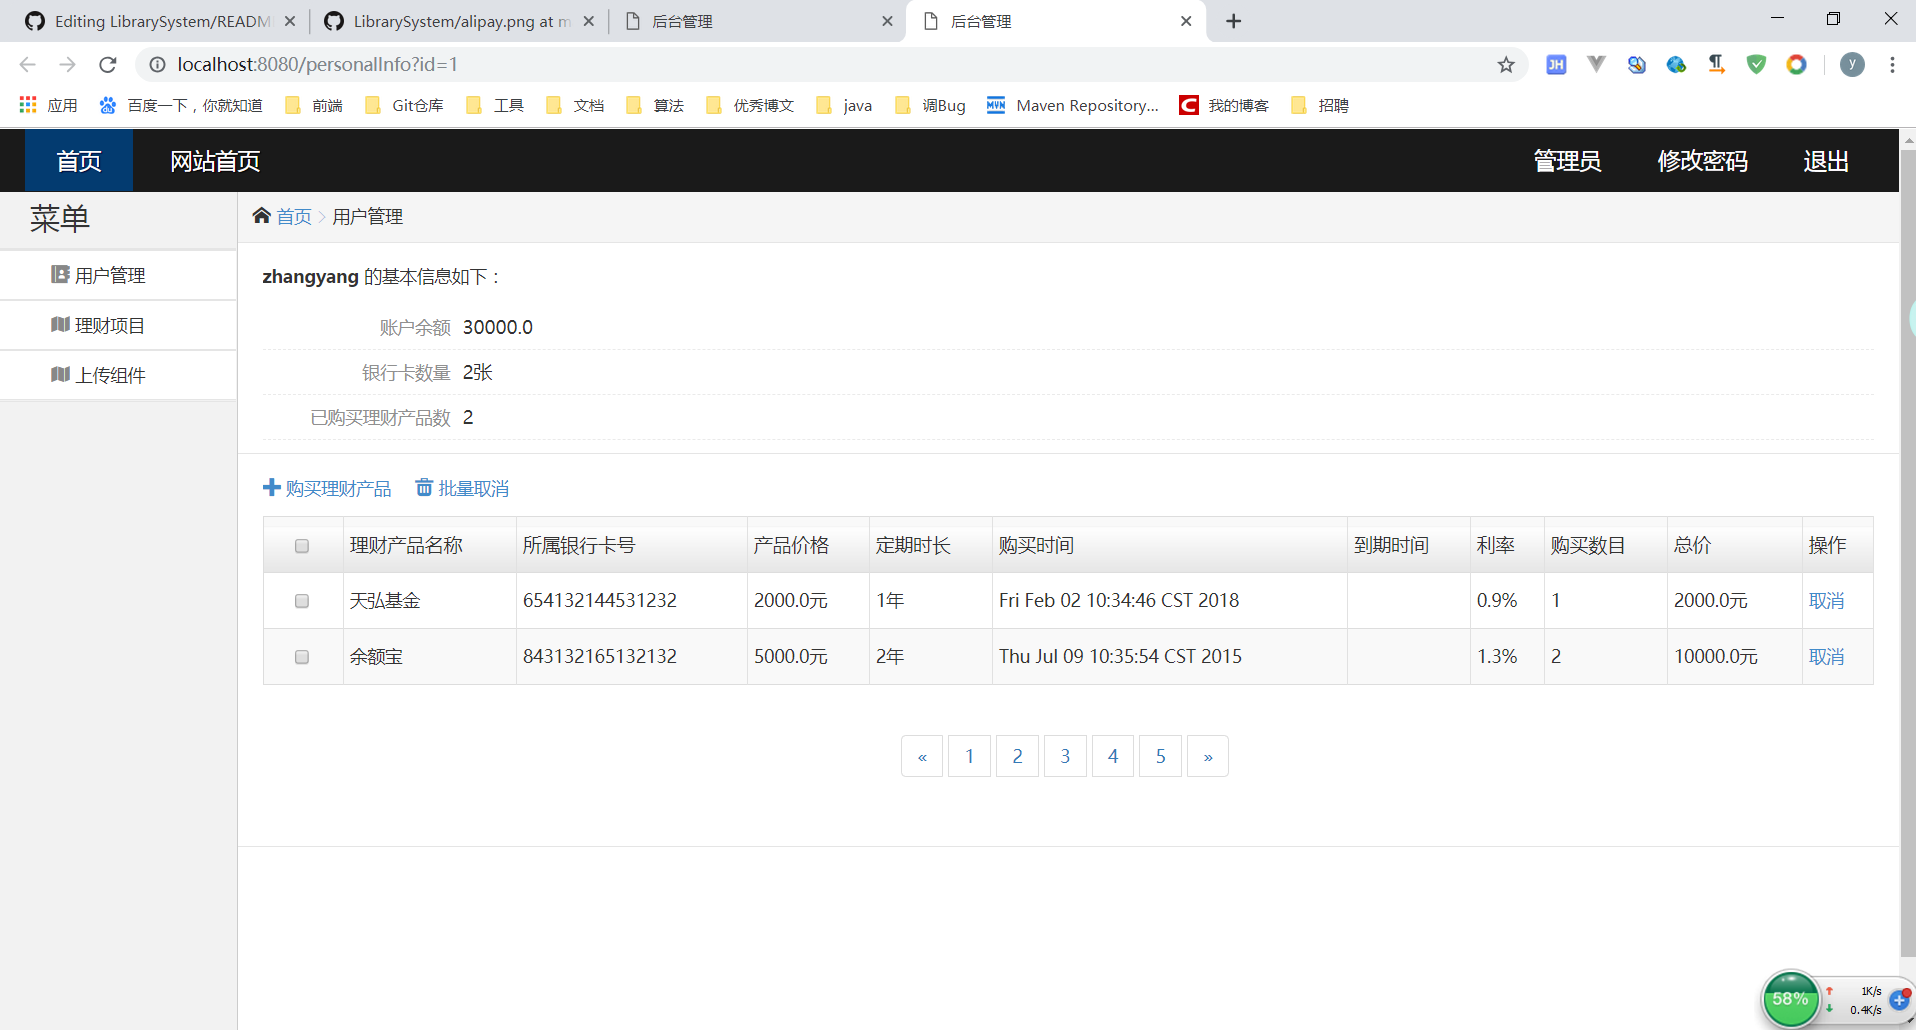 Editing LibrarySystem/READM
LibrarySystem/alipay.png at m
后台管理
后台管理
localhost:8080/personalInfo?id=1
JH
y
应用
百度一下，你就知道
前端
Git仓库
工具
文档
算法
优秀博文
java
调Bug
MVN
Maven Repository...
C
我的博客
招聘
首页
网站首页
管理员
修改密码
退出
菜单
用户管理
理财项目
上传组件
首页 > 用户管理
zhangyang 的基本信息如下：
账户余额 30000.0
银行卡数量 2张
已购买理财产品数 2
购买理财产品 批量取消
理财产品名称 所属银行卡号 产品价格 定期时长 购买时间 到期时间 利率 购买数目 总价 操作
天弘基金 654132144531232 2000.0元 1年 Fri Feb 02 10:34:46 CST 2018 0.9% 1 2000.0元 取消
余额宝 843132165132132 5000.0元 2年 Thu Jul 09 10:35:54 CST 2015 1.3% 2 10000.0元 取消
« 1 2 3 4 5 »
58%
1K/s
0.4K/s